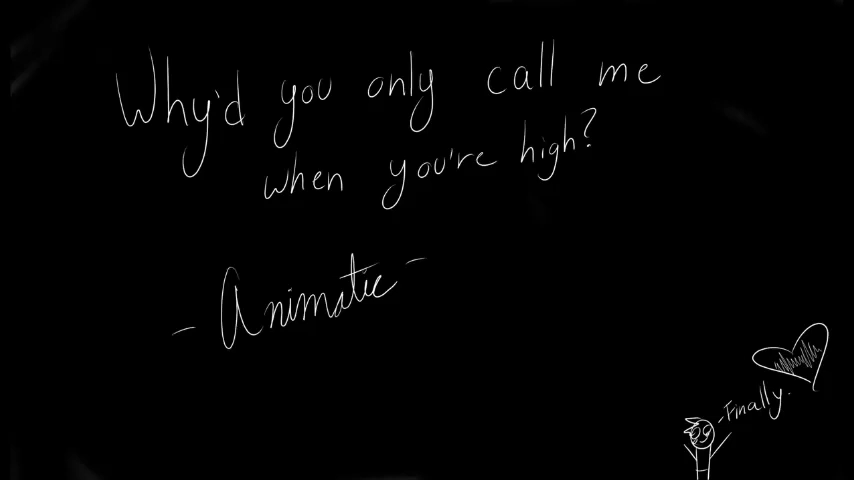 Why'd you only call me
when you're high?
- Animatic -
- Finally.